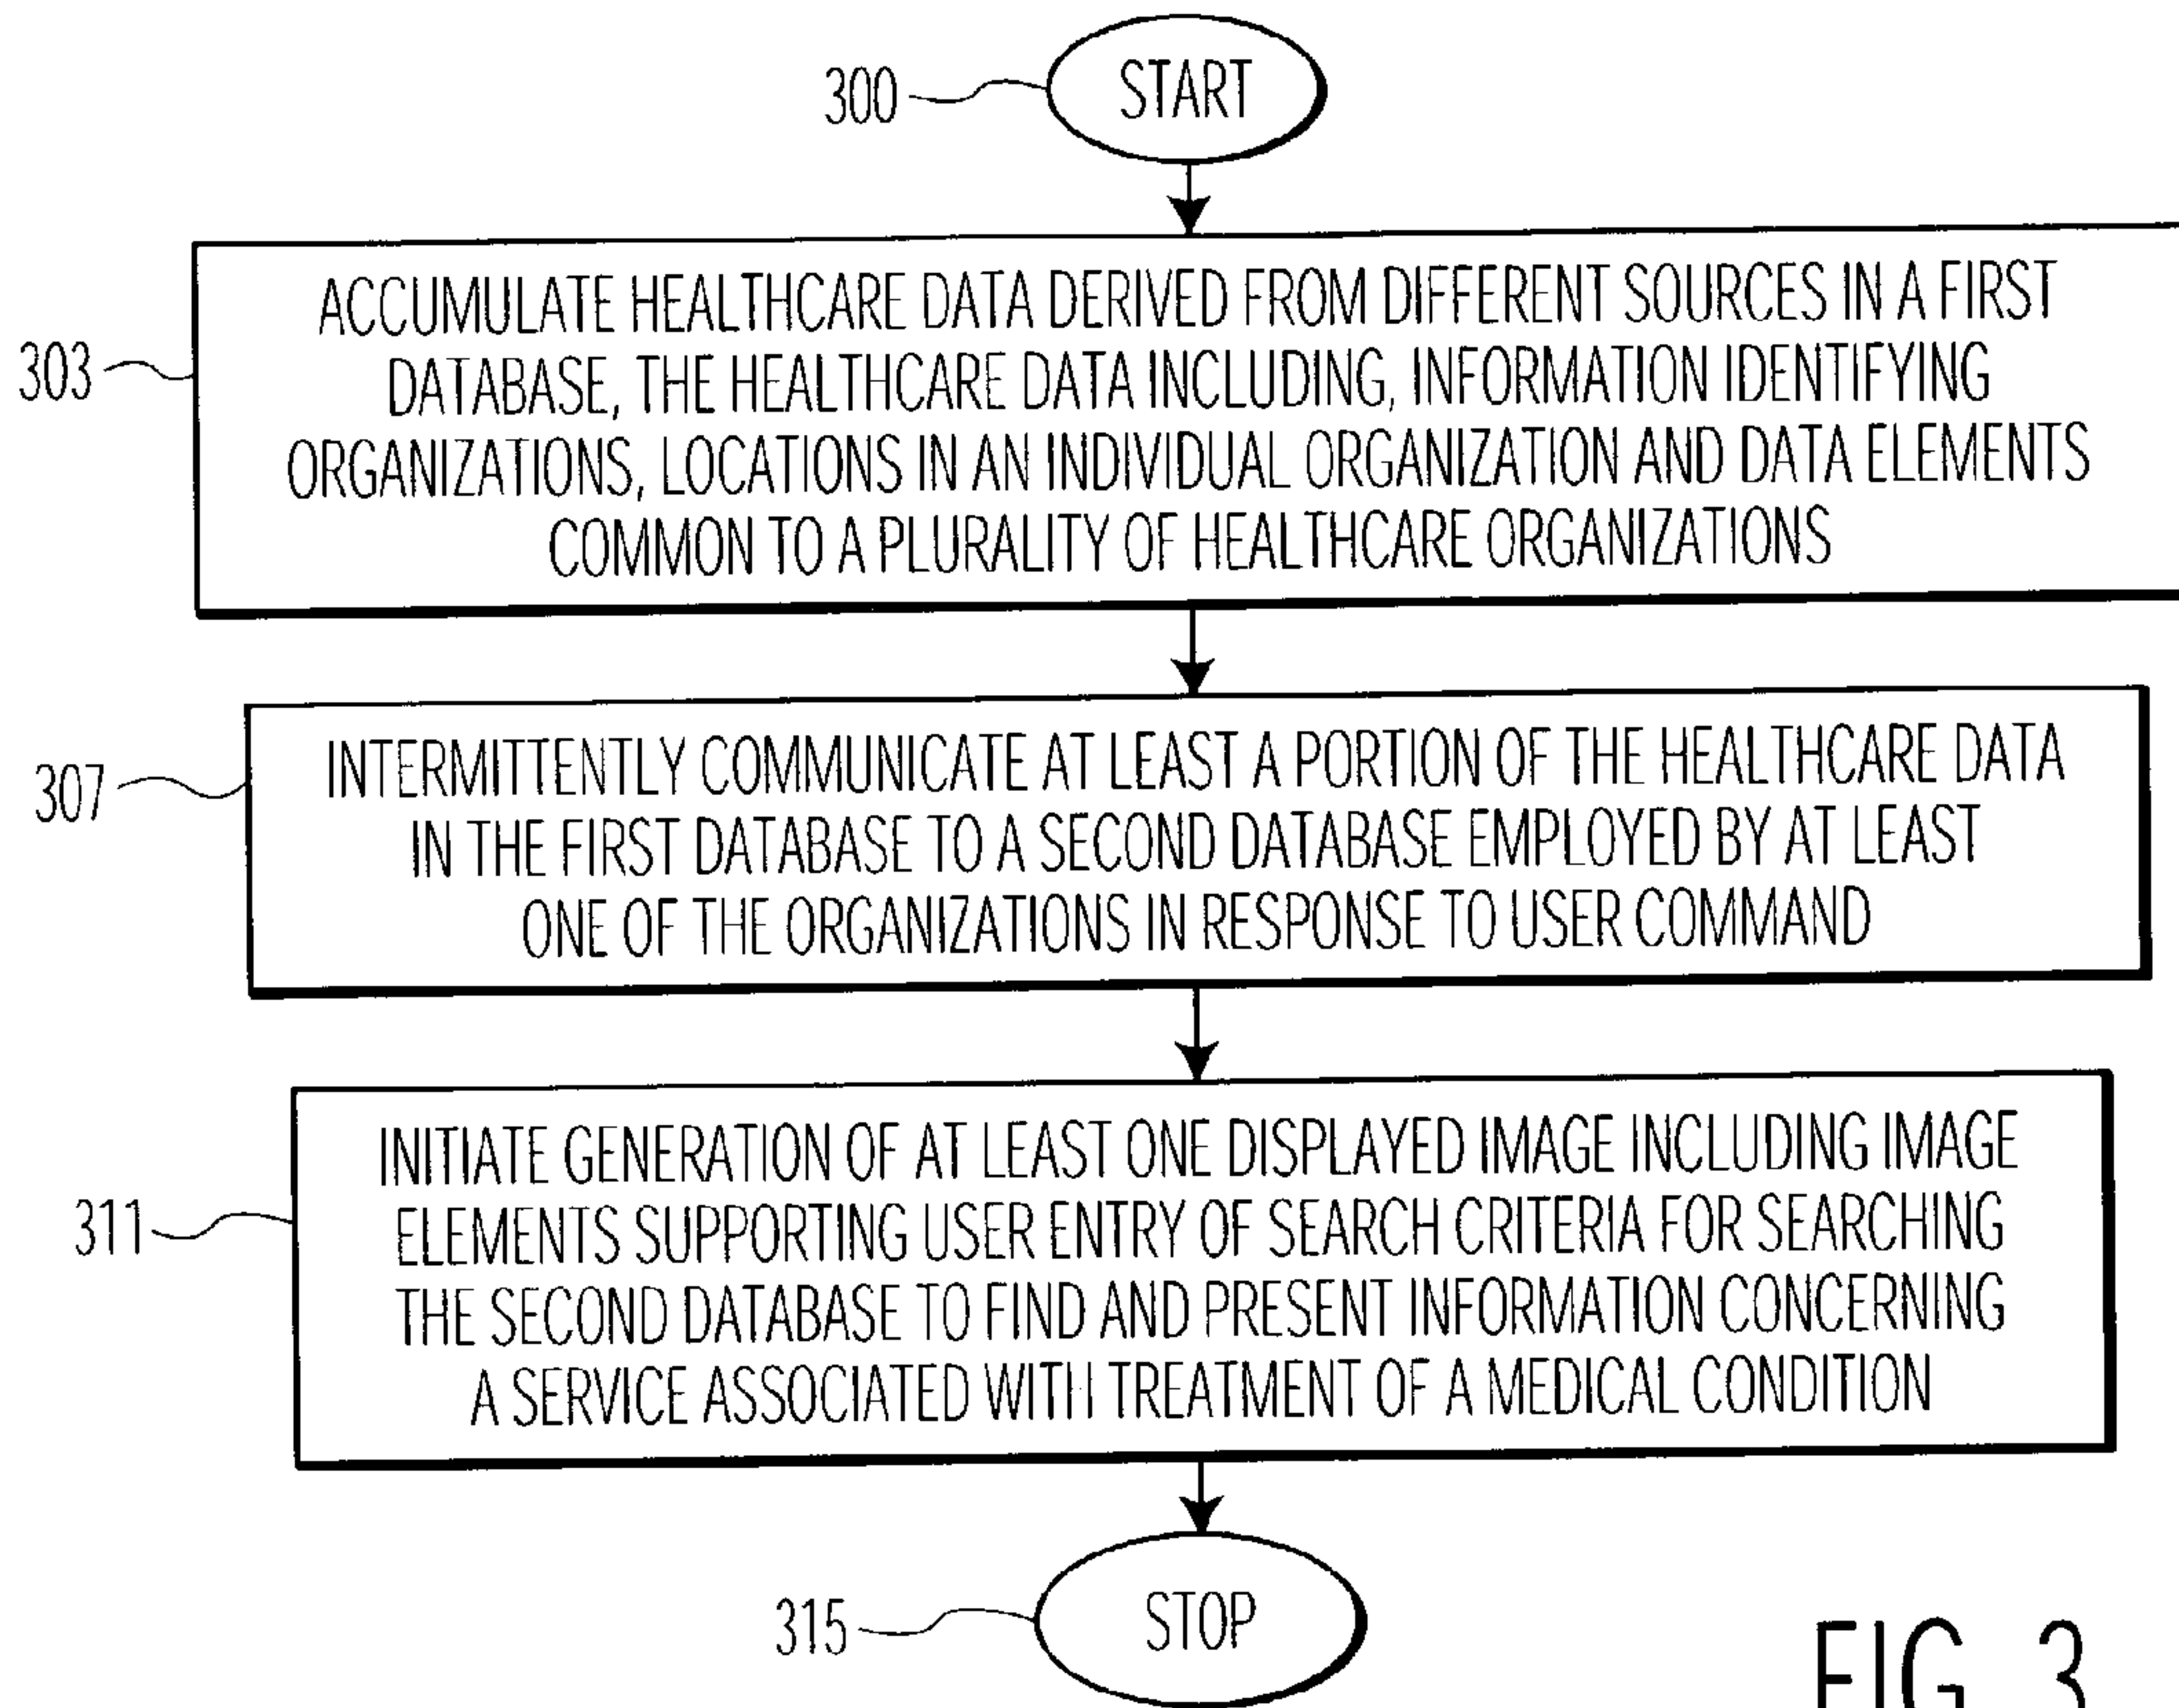 300
START
303
ACCUMULATE HEALTHCARE DATA DERIVED FROM DIFFERENT SOURCES IN A FIRST
DATABASE, THE HEALTHCARE DATA INCLUDING, INFORMATION IDENTIFYING
ORGANIZATIONS, LOCATIONS IN AN INDIVIDUAL ORGANIZATION AND DATA ELEMENTS
COMMON TO A PLURALITY OF HEALTHCARE ORGANIZATIONS
307
INTERMITTENTLY COMMUNICATE AT LEAST A PORTION OF THE HEALTHCARE DATA
IN THE FIRST DATABASE TO A SECOND DATABASE EMPLOYED BY AT LEAST
ONE OF THE ORGANIZATIONS IN RESPONSE TO USER COMMAND
311
INITIATE GENERATION OF AT LEAST ONE DISPLAYED IMAGE INCLUDING IMAGE
ELEMENTS SUPPORTING USER ENTRY OF SEARCH CRITERIA FOR SEARCHING
THE SECOND DATABASE TO FIND AND PRESENT INFORMATION CONCERNING
A SERVICE ASSOCIATED WITH TREATMENT OF A MEDICAL CONDITION
315
STOP
FIG. 3